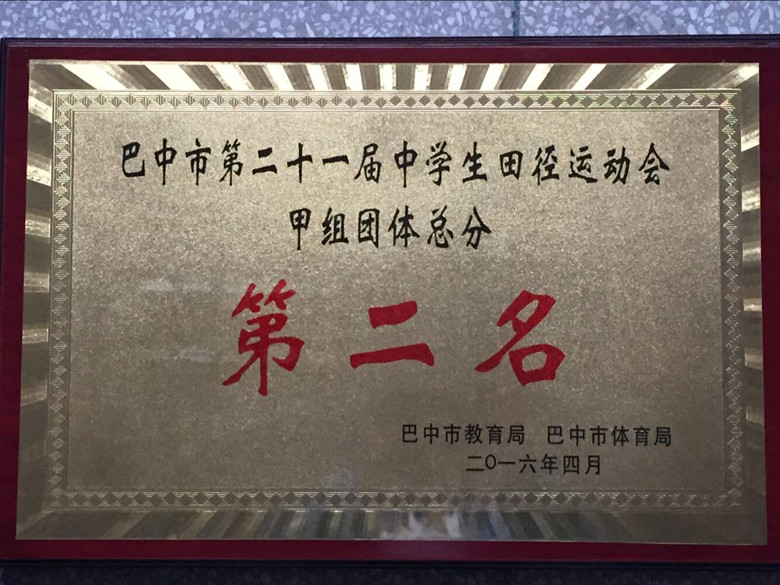 巴中市第二十一届中学生田径运动会
甲组团体总分
第二名
巴中市教育局 巴中市体育局
二〇一六年四月